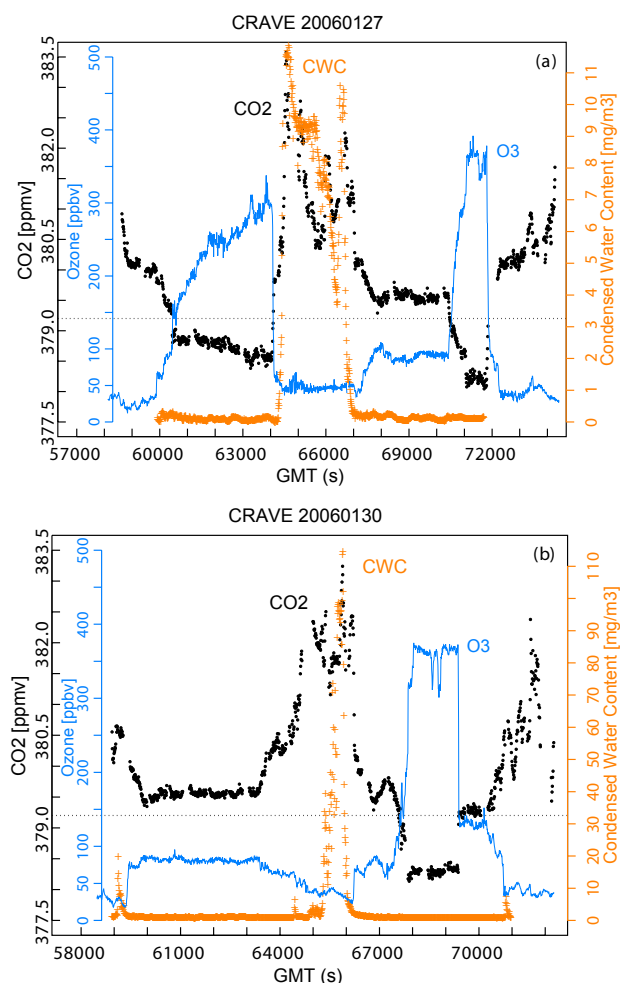 CRAVE 20060127
(a)
CWC
CO2
O3
383.5
382.0
380.5
379.0
377.5
CO2 [ppmv]
500
400
300
250
200
150
100
50
0
Ozone [ppbv]
11
10
9
8
7
6
5
4
3
2
1
0
Condensed Water Content [mg/m3]
57000 60000 63000 66000 69000 72000
GMT (s)
CRAVE 20060130
(b)
CWC
CO2
O3
383.5
382.0
380.5
379.0
377.5
CO2 [ppmv]
500
400
300
250
200
150
100
50
0
Ozone [ppbv]
110
100
90
80
70
60
50
40
30
20
10
0
Condensed Water Content [mg/m3]
58000 61000 64000 67000 70000
GMT (s)